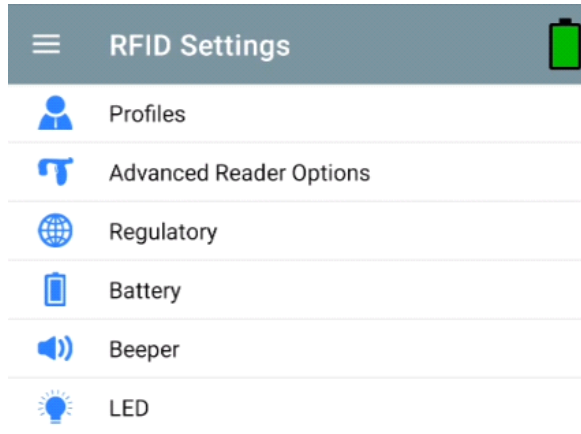 RFID Settings
Profiles
Advanced Reader Options
Regulatory
Battery
Beeper
LED